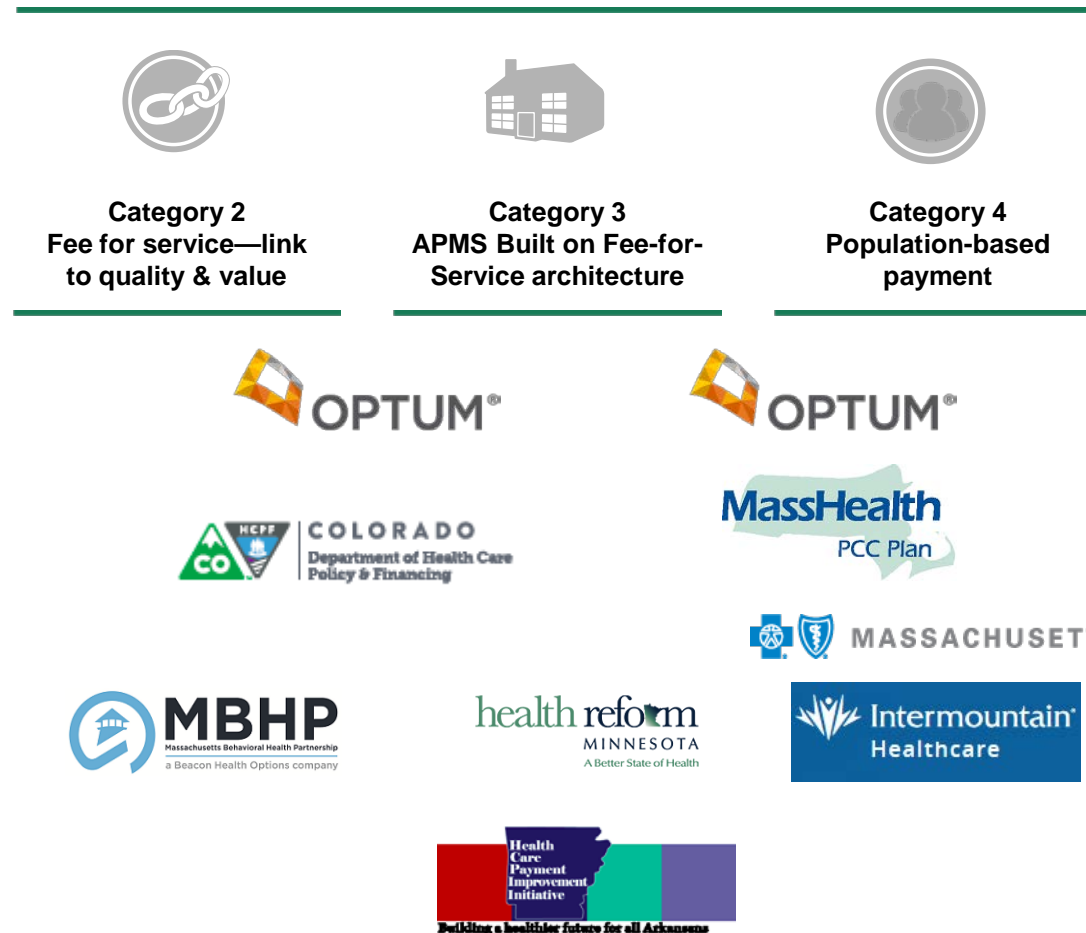 Category 2
Fee for service—link
to quality & value
Category 3
APMS Built on Fee-for-
Service architecture
Category 4
Population-based
payment
OPTUM®
OPTUM®
HCPF
CO
COLORADO
Department of Health Care
Policy & Financing
MassHealth
PCC Plan
MASSACHUSET
MBHP
Massachusetts Behavioral Health Partnership
a Beacon Health Options company
health reform
MINNESOTA
A Better State of Health
Intermountain®
Healthcare
Health
Care
Payment
Improvement
Initiative
Building a healthier future for all Arkansans